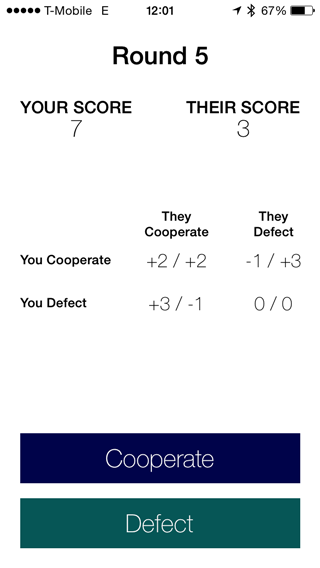 T-Mobile E 12:01 67%
Round 5
YOUR SCORE THEIR SCORE
7 3
They They
Cooperate Defect
You Cooperate +2 / +2 -1 / +3
You Defect +3 / -1 0 / 0
Cooperate
Defect